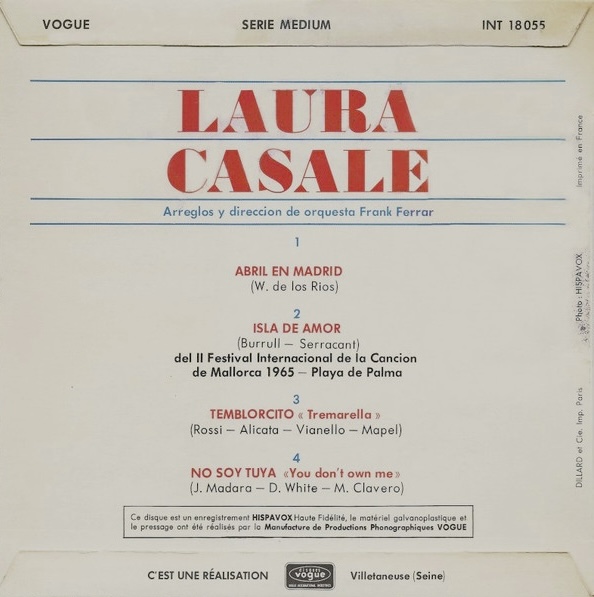 VOGUE SERIE MEDIUM INT 18055
LAURA
CASALE
Arreglos y direccion de orquesta Frank Ferrar
1
ABRIL EN MADRID
(W. de los Rios)
2
ISLA DE AMOR
(Burrull – Serracant)
del II Festival Internacional de la Cancion
de Mallorca 1965 – Playa de Palma
3
TEMBLORCITO « Tremarella »
(Rossi – Alicata – Vianello – Mapel)
4
NO SOY TUYA «You don't own me»
(J. Madara – D. White – M. Clavero)
Ce disque est un enregistrement HISPAVOX Haute Fidélité, le matériel galvanoplastique et
le pressage ont été réalisés par la Manufacture de Productions Phonographiques VOGUE
C'EST UNE RÉALISATION disques vogue Villetaneuse (Seine)
Imprimé en France
Photo : HISPAVOX
DILLARD et Cie. Imp. Paris